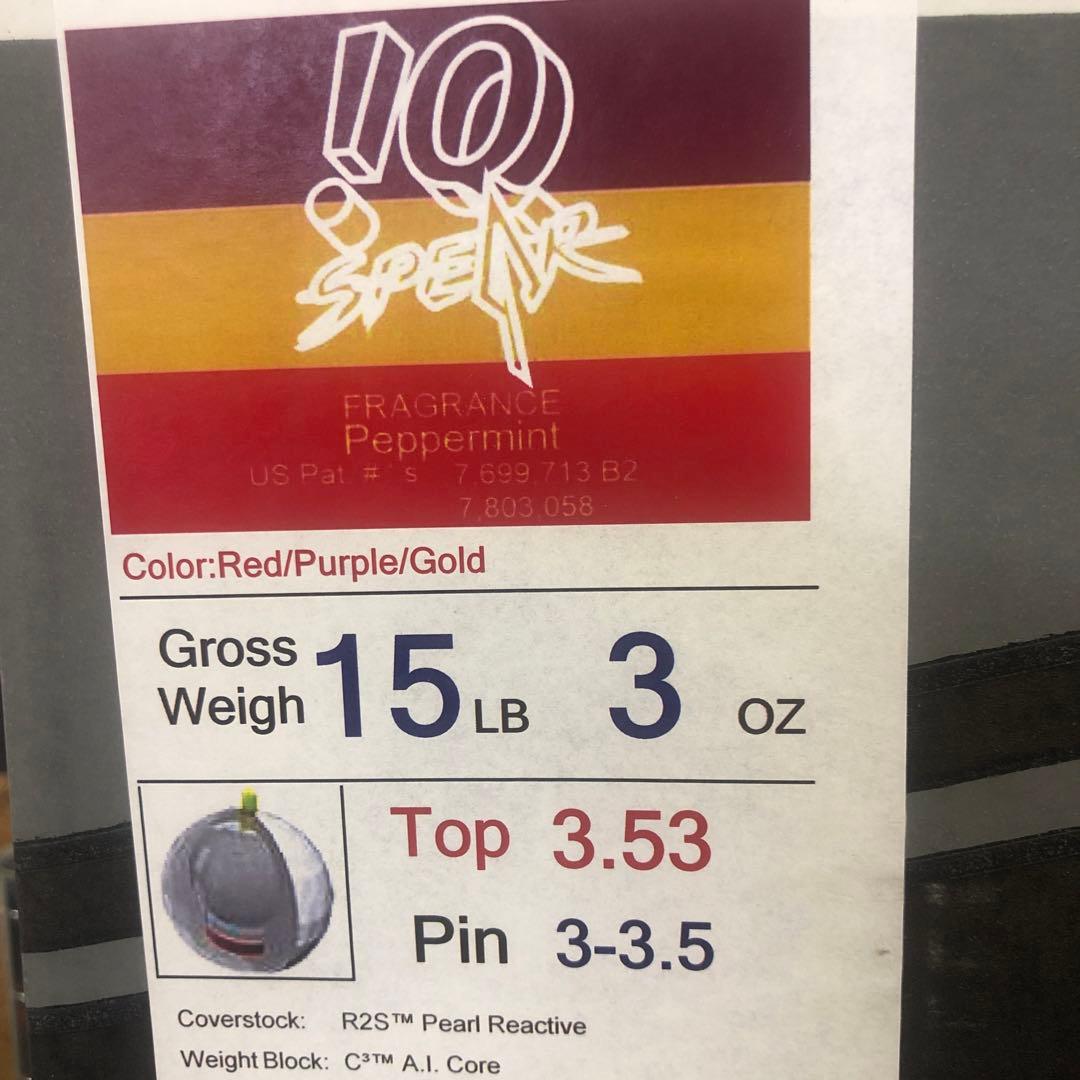 !Q
SPEAR
FRAGRANCE
Peppermint
US Pat # ' s 7,699,713 B2
7,803,058
Color:Red/Purple/Gold
Gross
Weigh 15 LB 3 OZ
Top 3.53
Pin 3-3.5
Coverstock: R2S™ Pearl Reactive
Weight Block: C³™ A.I. Core